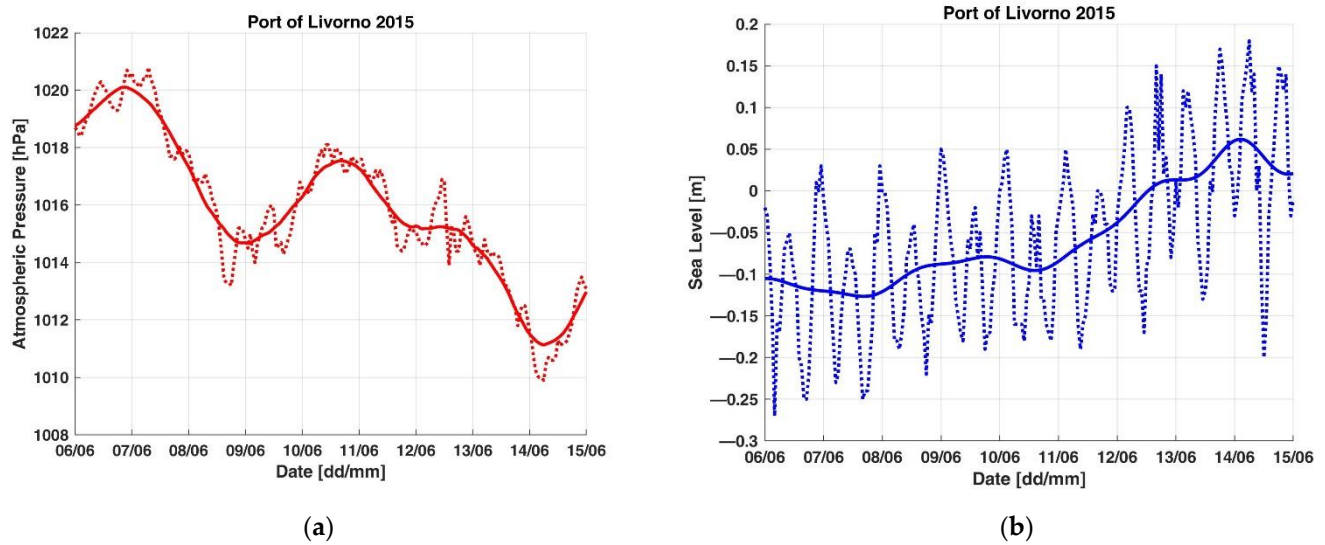 Port of Livorno 2015
1022
1020
1018
1016
1014
1012
1010
1008
Atmospheric Pressure [hPa]
06/06 07/06 08/06 09/06 10/06 11/06 12/06 13/06 14/06 15/06
Date [dd/mm]
(a)
Port of Livorno 2015
0.2
0.15
0.1
0.05
0
—0.05
—0.1
—0.15
—0.2
—0.25
—0.3
Sea Level [m]
06/06 07/06 08/06 09/06 10/06 11/06 12/06 13/06 14/06 15/06
Date [dd/mm]
(b)